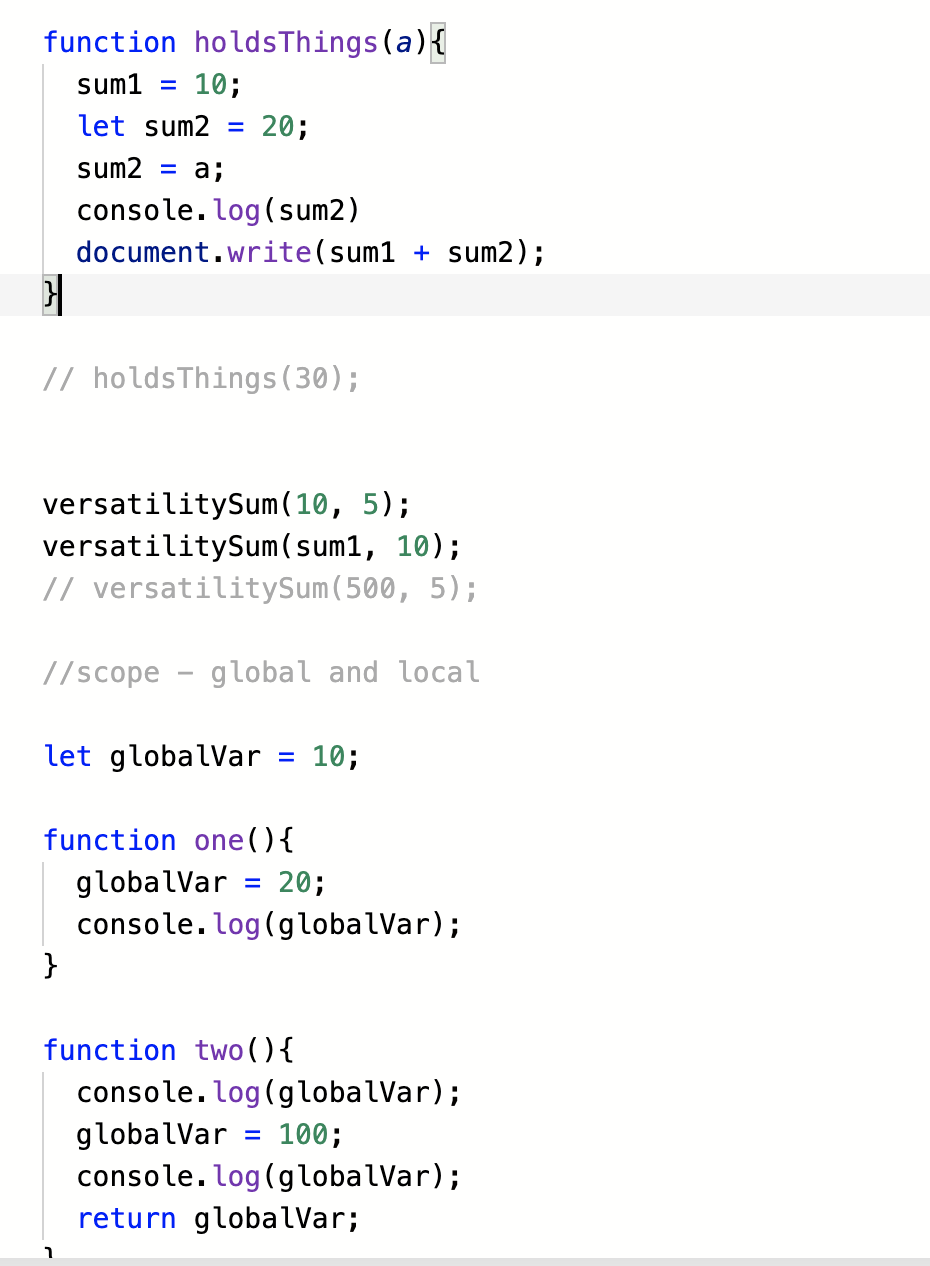 function holdsThings(a){
sum1 = 10;
let sum2 = 20;
sum2 = a;
console.log(sum2)
document.write(sum1 + sum2);
}
// holdsThings(30);
versatilitySum(10, 5);
versatilitySum(sum1, 10);
// versatilitySum(500, 5);
//scope - global and local
let globalVar = 10;
function one(){
globalVar = 20;
console.log(globalVar);
}
function two(){
console.log(globalVar);
globalVar = 100;
console.log(globalVar);
return globalVar;
}